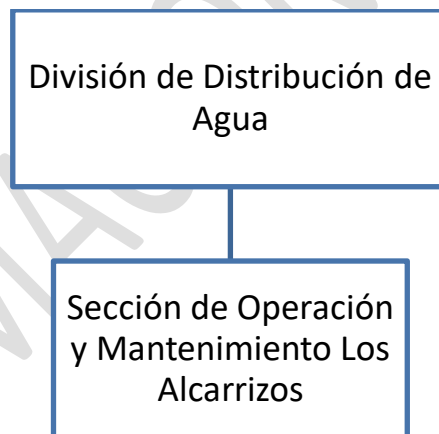 División de Distribución de
Agua
Sección de Operación
y Mantenimiento Los
Alcarrizos